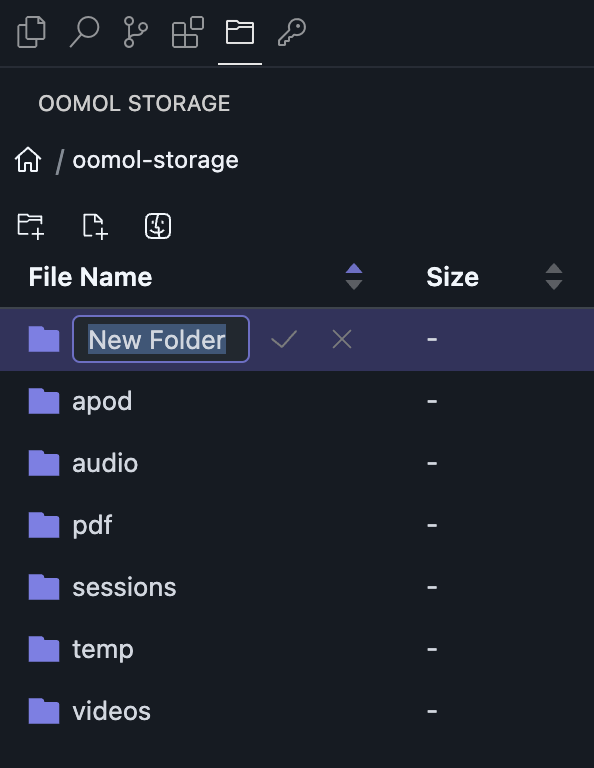 OOMOL STORAGE
/ oomol-storage
File Name Size
New Folder -
apod -
audio -
pdf -
sessions -
temp -
videos -